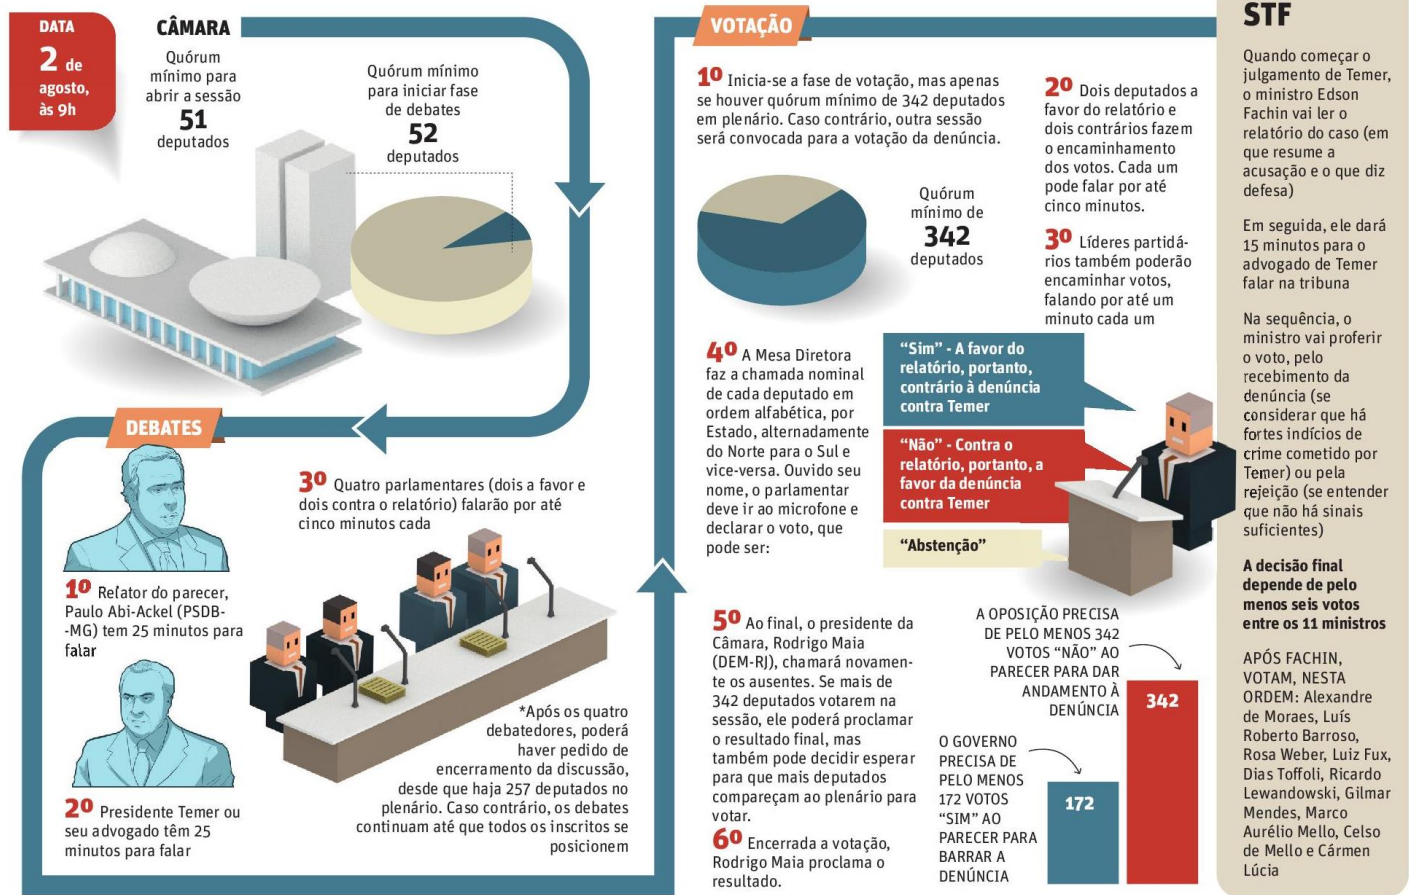 DATA
2 de
agosto,
às 9h
CÂMARA
Quórum
mínimo para
abrir a sessão
51
deputados
Quórum mínimo
para iniciar fase
de debates
52
deputados
DEBATES
1º Relator do parecer,
Paulo Abi-Ackel (PSDB-
-MG) tem 25 minutos para
falar
2º Presidente Temer ou
seu advogado têm 25
minutos para falar
3º Quatro parlamentares (dois a favor e
dois contra o relatório) falarão por até
cinco minutos cada
*Após os quatro
debatedores, poderá
haver pedido de
encerramento da discussão,
desde que haja 257 deputados no
plenário. Caso contrário, os debates
continuam até que todos os inscritos se
posicionem
VOTAÇÃO
1º Inicia-se a fase de votação, mas apenas
se houver quórum mínimo de 342 deputados
em plenário. Caso contrário, outra sessão
será convocada para a votação da denúncia.
Quórum
mínimo de
342
deputados
2º Dois deputados a
favor do relatório e
dois contrários fazem
o encaminhamento
dos votos. Cada um
pode falar por até
cinco minutos.
3º Líderes partidá-
rios também poderão
encaminhar votos,
falando por até um
minuto cada um
4º A Mesa Diretora
faz a chamada nominal
de cada deputado em
ordem alfabética, por
Estado, alternadamente
do Norte para o Sul e
vice-versa. Ouvido seu
nome, o parlamentar
deve ir ao microfone e
declarar o voto, que
pode ser:
“Sim” - A favor do
relatório, portanto,
contrário à denúncia
contra Temer
“Não” - Contra o
relatório, portanto, a
favor da denúncia
contra Temer
“Abstenção”
5º Ao final, o presidente da
Câmara, Rodrigo Maia
(DEM-RJ), chamará novamen-
te os ausentes. Se mais de
342 deputados votarem na
sessão, ele poderá proclamar
o resultado final, mas
também pode decidir esperar
para que mais deputados
compareçam ao plenário para
votar.
6º Encerrada a votação,
Rodrigo Maia proclama o
resultado.
A OPOSIÇÃO PRECISA
DE PELO MENOS 342
VOTOS “NÃO” AO
PARECER PARA DAR
ANDAMENTO À
DENÚNCIA
342
O GOVERNO
PRECISA DE
PELO MENOS
172 VOTOS
“SIM” AO
PARECER PARA
BARRAR A
DENÚNCIA
172
STF
Quando começar o
julgamento de Temer,
o ministro Edson
Fachin vai ler o
relatório do caso (em
que resume a
acusação e o que diz
defesa)
Em seguida, ele dará
15 minutos para o
advogado de Temer
falar na tribuna
Na sequência, o
ministro vai proferir
o voto, pelo
recebimento da
denúncia (se
considerar que há
fortes indícios de
crime cometido por
Temer) ou pela
rejeição (se entender
que não há sinais
suficientes)
A decisão final
depende de pelo
menos seis votos
entre os 11 ministros
APÓS FACHIN,
VOTAM, NESTA
ORDEM: Alexandre
de Moraes, Luís
Roberto Barroso,
Rosa Weber, Luiz Fux,
Dias Toffoli, Ricardo
Lewandowski, Gilmar
Mendes, Marco
Aurélio Mello, Celso
de Mello e Cármen
Lúcia